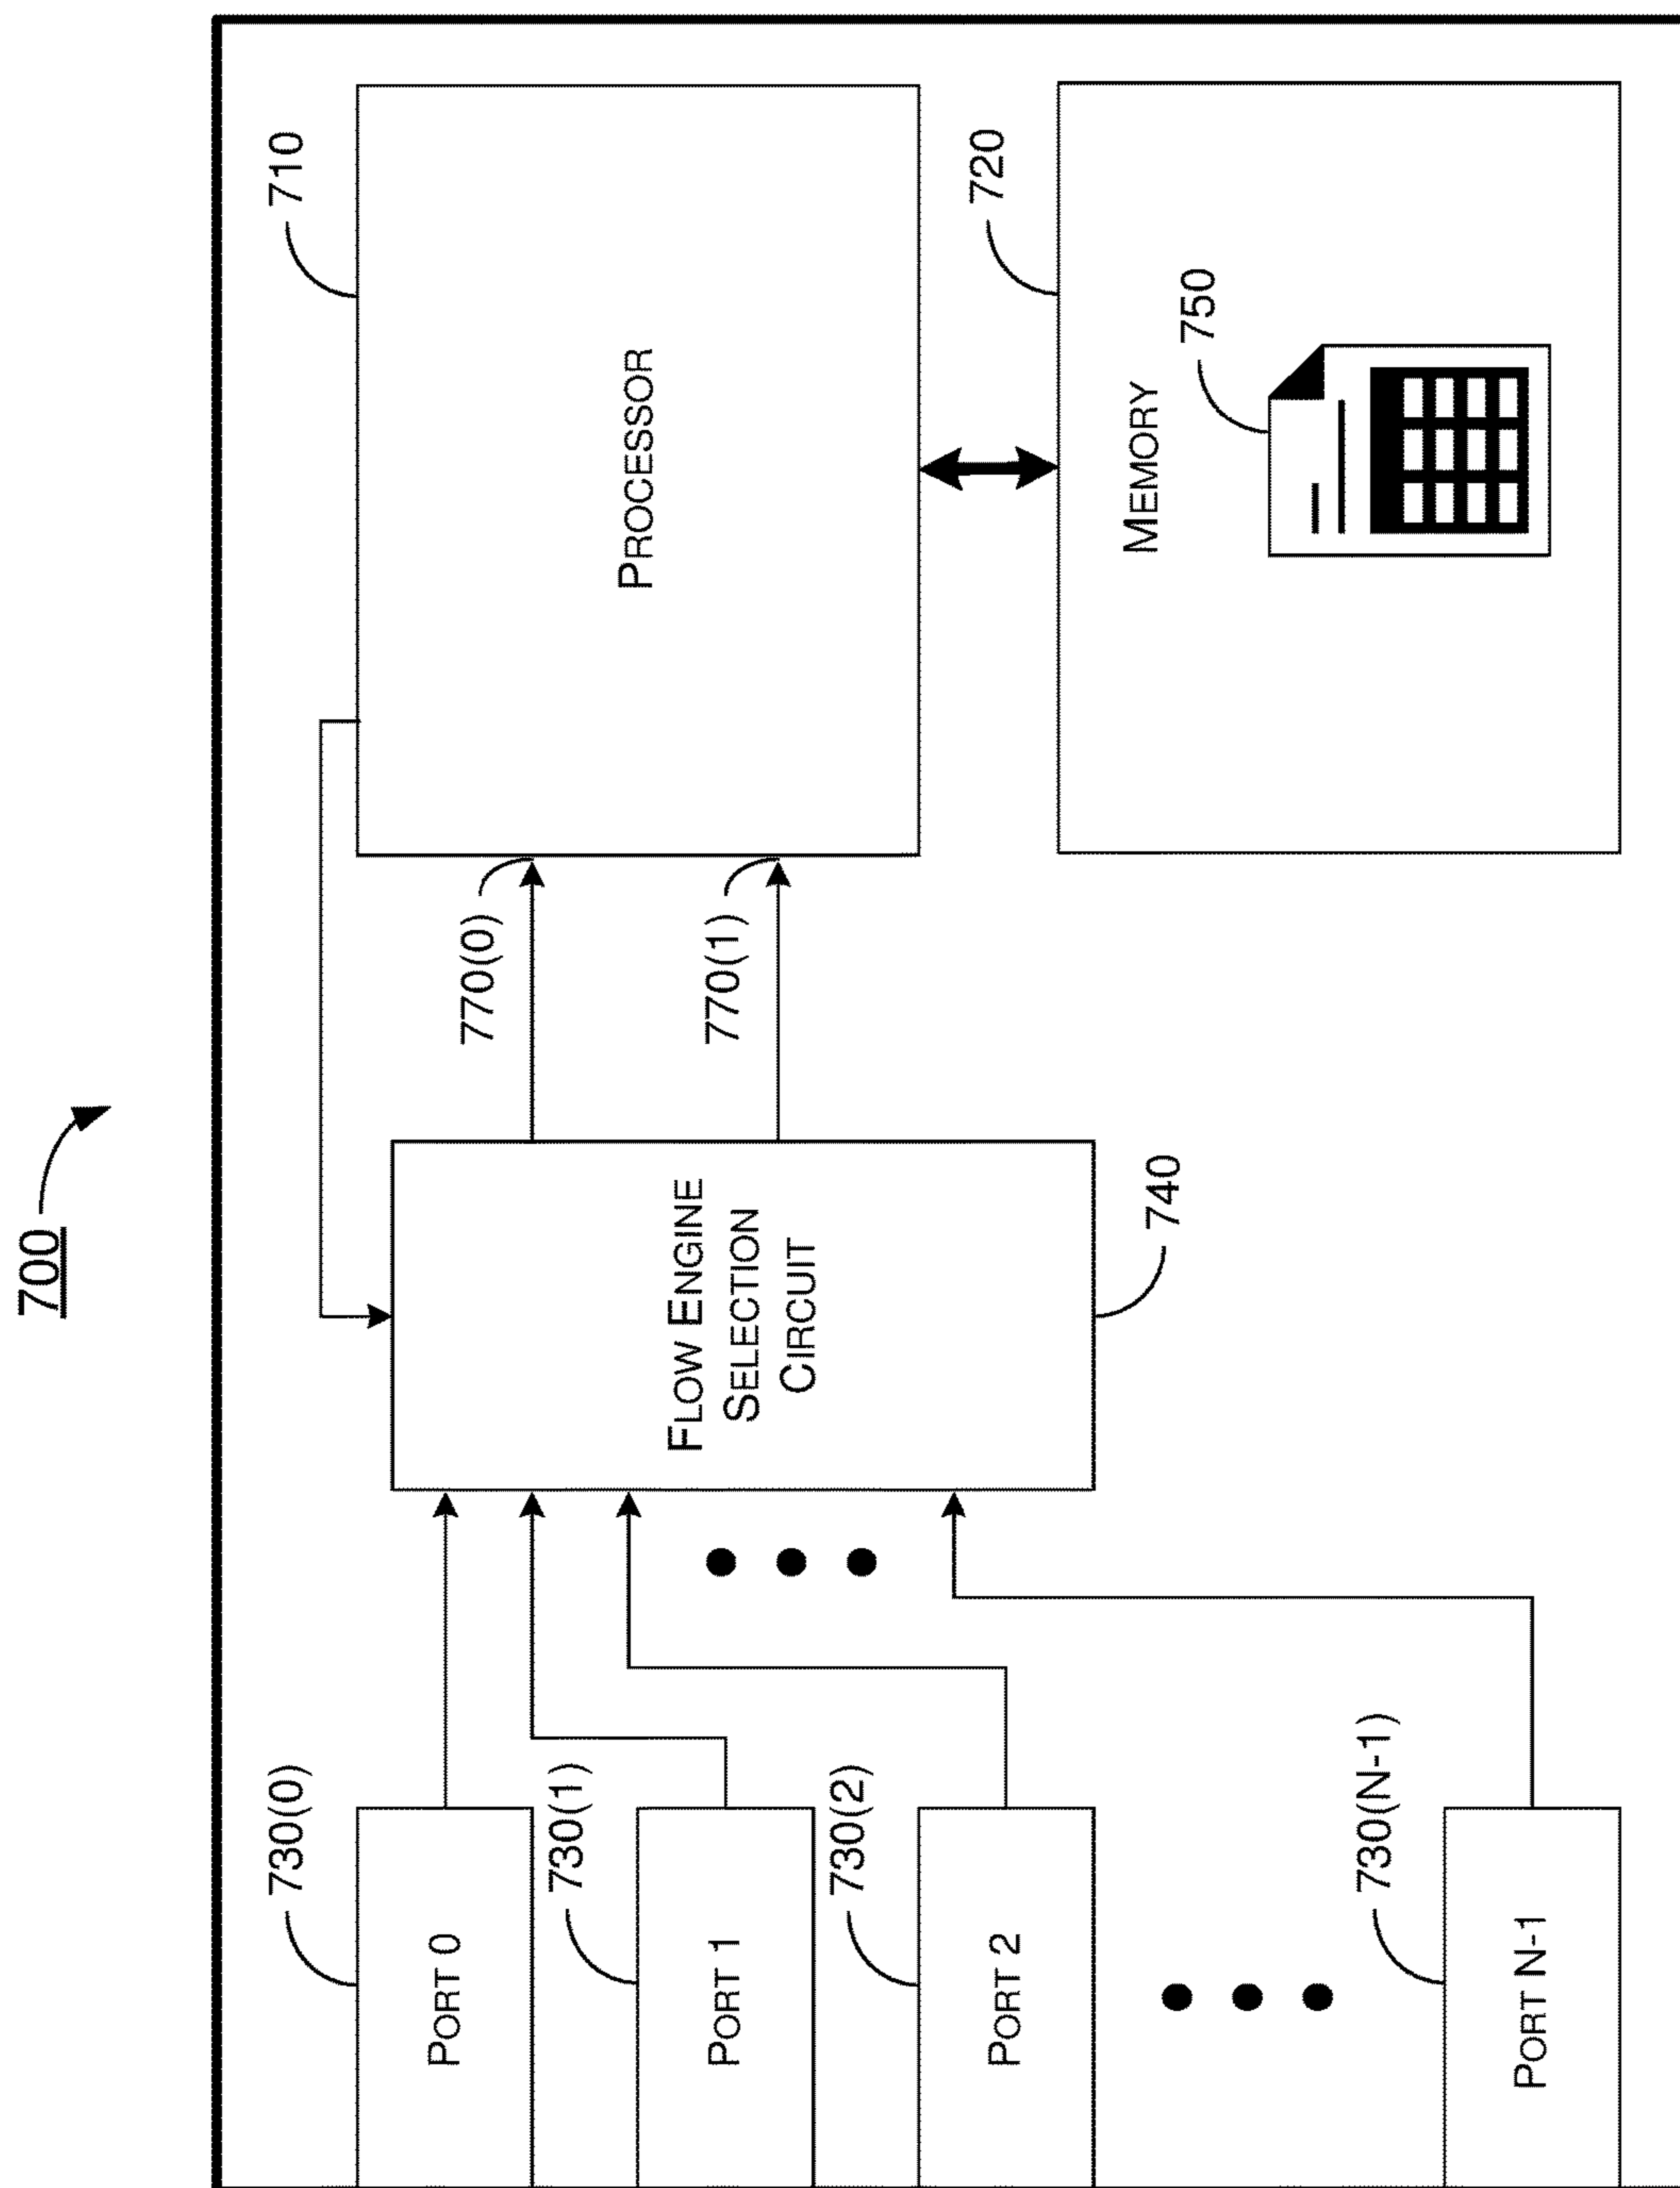 700
730(0)
PORT 0
730(1)
PORT 1
730(2)
PORT 2
730(N-1)
PORT N-1
FLOW ENGINE
SELECTION
CIRCUIT
740
770(0)
770(1)
710
PROCESSOR
720
MEMORY
750